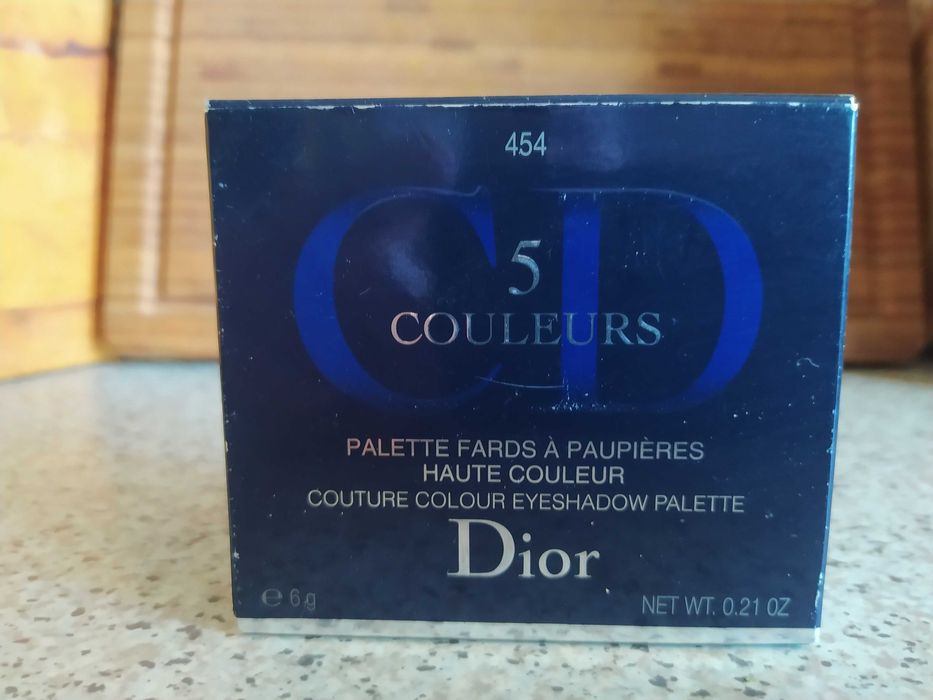 454
CD
5
COULEURS
PALETTE FARDS À PAUPIÈRES
HAUTE COULEUR
COUTURE COLOUR EYESHADOW PALETTE
Dior
℮ 6 g
NET WT. 0.21 OZ